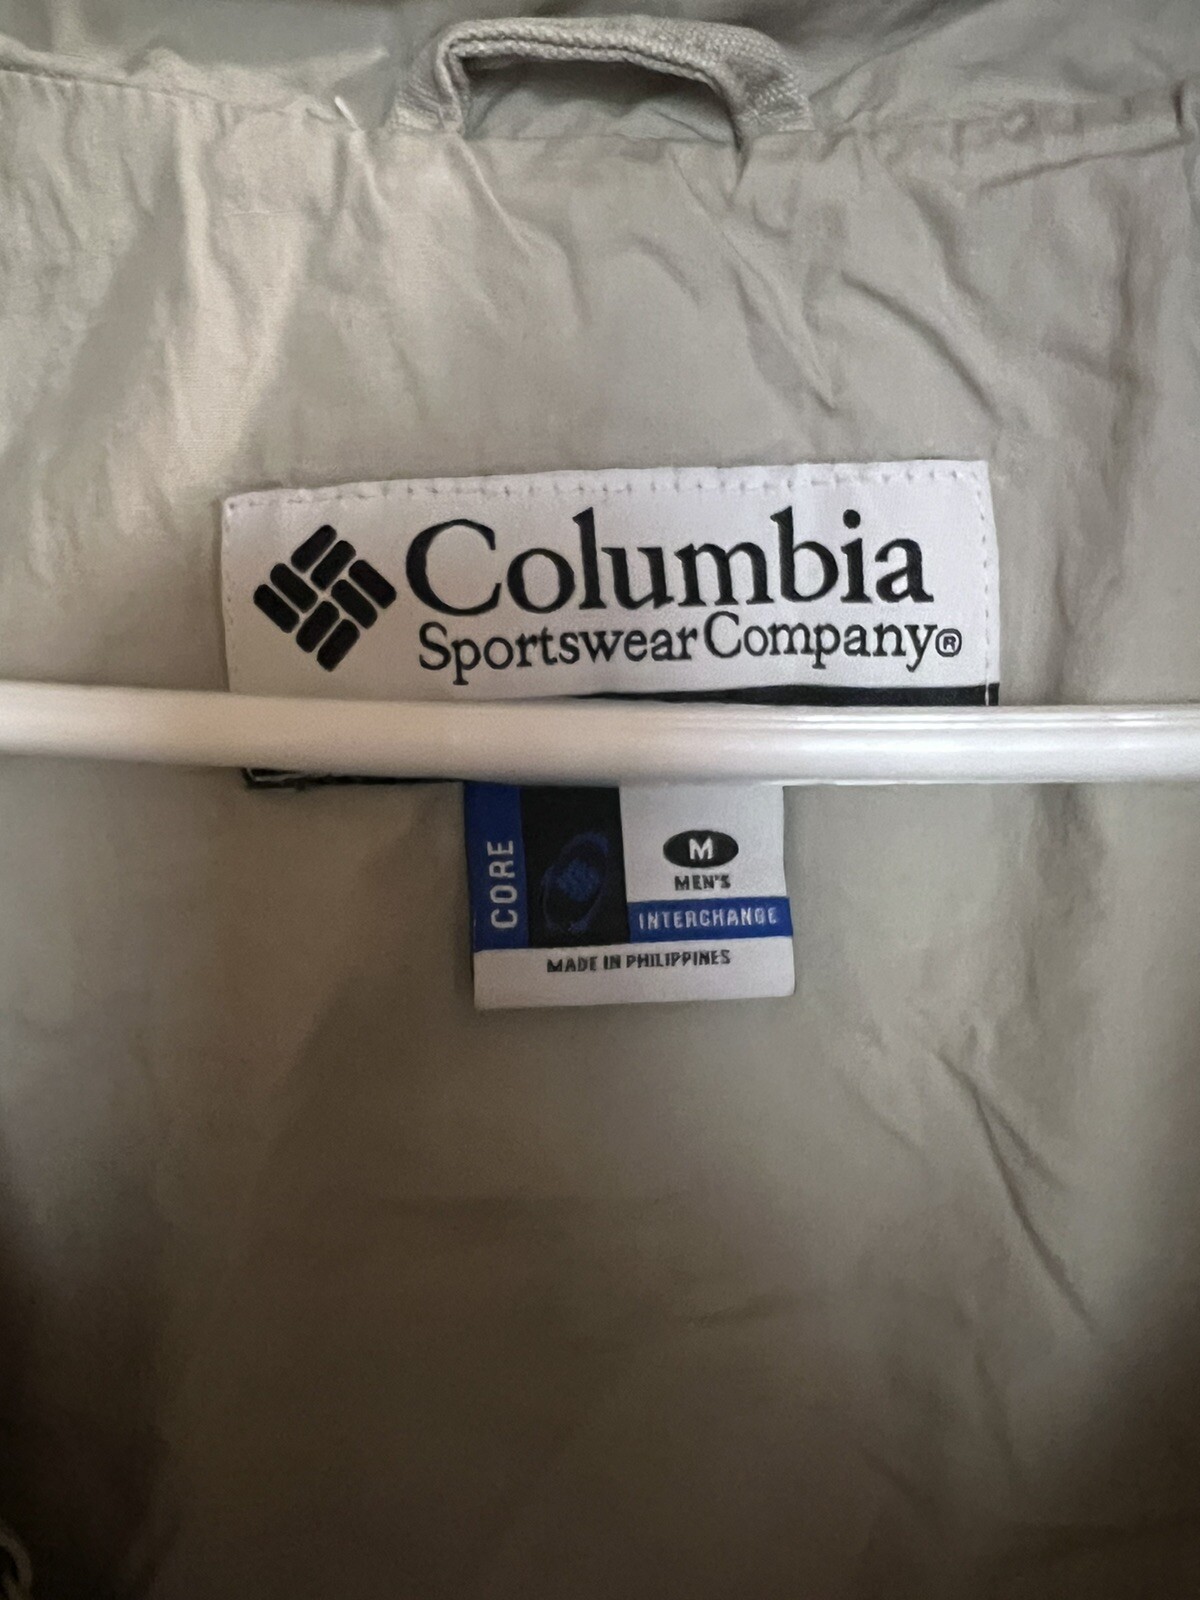 Columbia
Sportswear Company®
CORE
M
MEN'S
INTERCHANGE
MADE IN PHILIPPINES